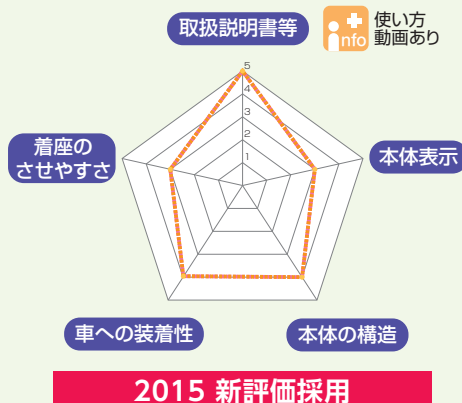 取扱説明書等
info
使い方
動画あり
5
4
3
2
1
着座の
させやすさ
本体表示
車への装着性
本体の構造
2015 新評価採用